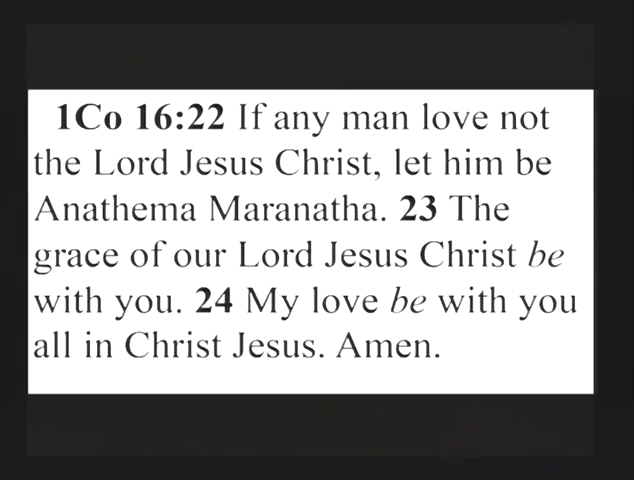 1Co 16:22 If any man love not
the Lord Jesus Christ, let him be
Anathema Maranatha. 23 The
grace of our Lord Jesus Christ be
with you. 24 My love be with you
all in Christ Jesus. Amen.